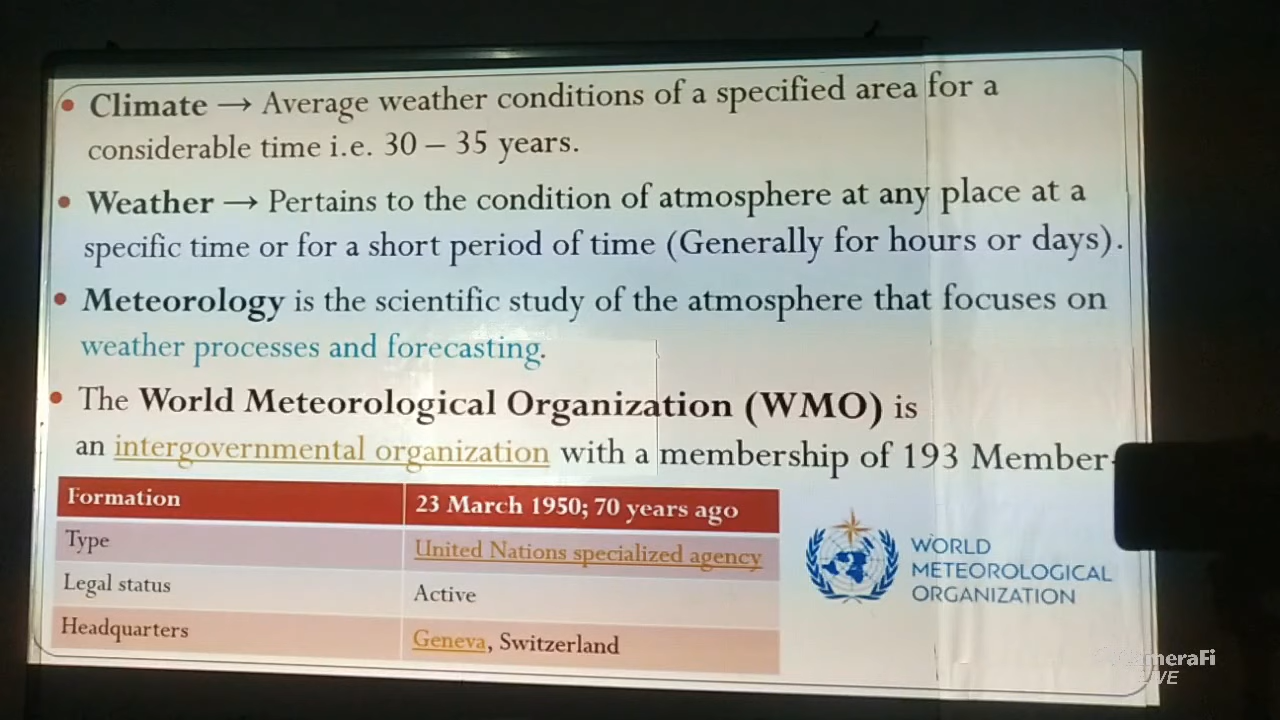 • Climate → Average weather conditions of a specified area for a
considerable time i.e. 30 – 35 years.
• Weather → Pertains to the condition of atmosphere at any place at a
specific time or for a short period of time (Generally for hours or days).
• Meteorology is the scientific study of the atmosphere that focuses on
weather processes and forecasting.
• The World Meteorological Organization (WMO) is
an intergovernmental organization with a membership of 193 Member
Formation 23 March 1950; 70 years ago
Type United Nations specialized agency
Legal status Active
Headquarters Geneva, Switzerland
WORLD
METEOROLOGICAL
ORGANIZATION